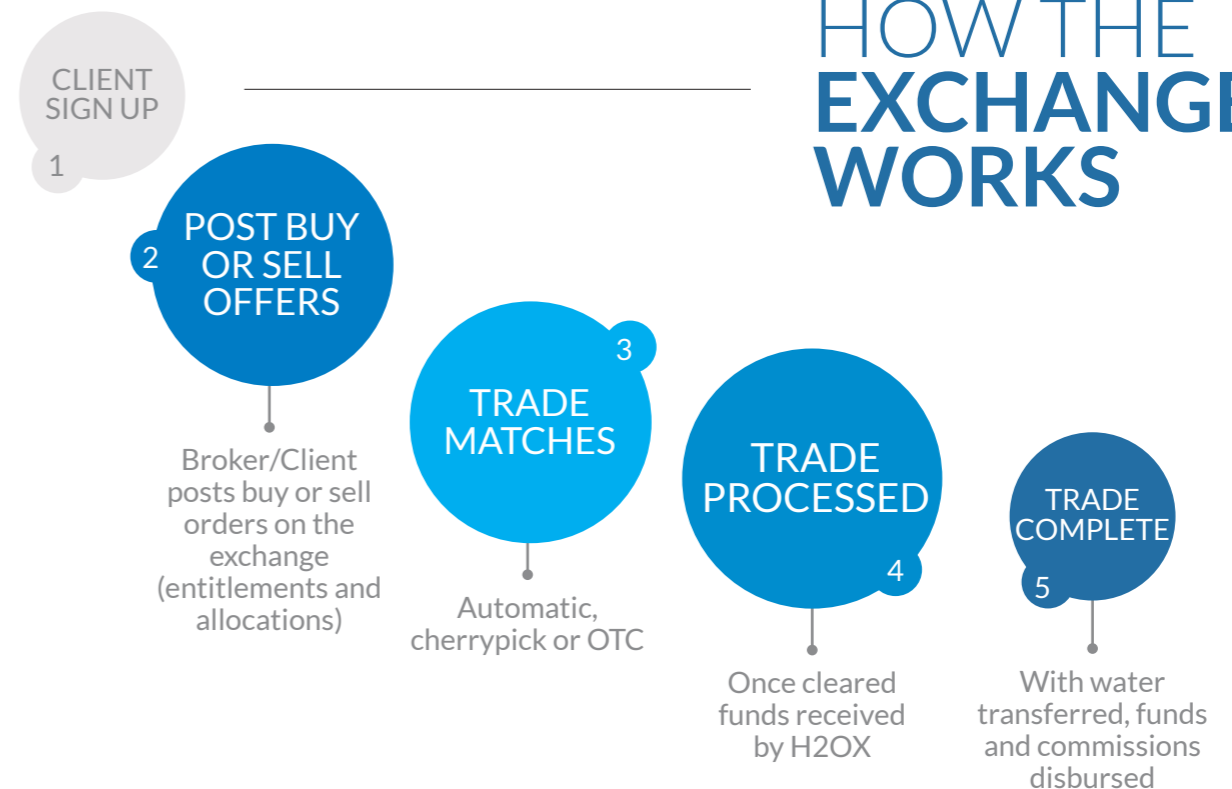 HOW THE
EXCHANGE
WORKS
CLIENT
SIGN UP
1
2
POST BUY
OR SELL
OFFERS
Broker/Client
posts buy or sell
orders on the
exchange
(entitlements and
allocations)
3
TRADE
MATCHES
Automatic,
cherrypick or OTC
TRADE
PROCESSED
4
Once cleared
funds received
by H2OX
TRADE
COMPLETE
5
With water
transferred, funds
and commissions
disbursed